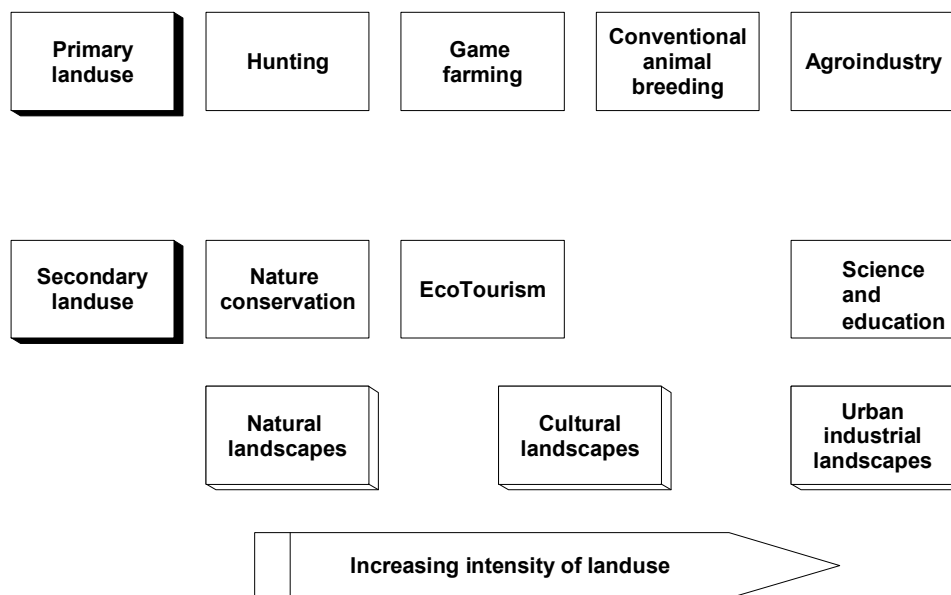 Primary
landuse
Hunting
Game
farming
Conventional
animal
breeding
Agroindustry
Secondary
landuse
Nature
conservation
EcoTourism
Science
and
education
Natural
landscapes
Cultural
landscapes
Urban
industrial
landscapes
Increasing intensity of landuse